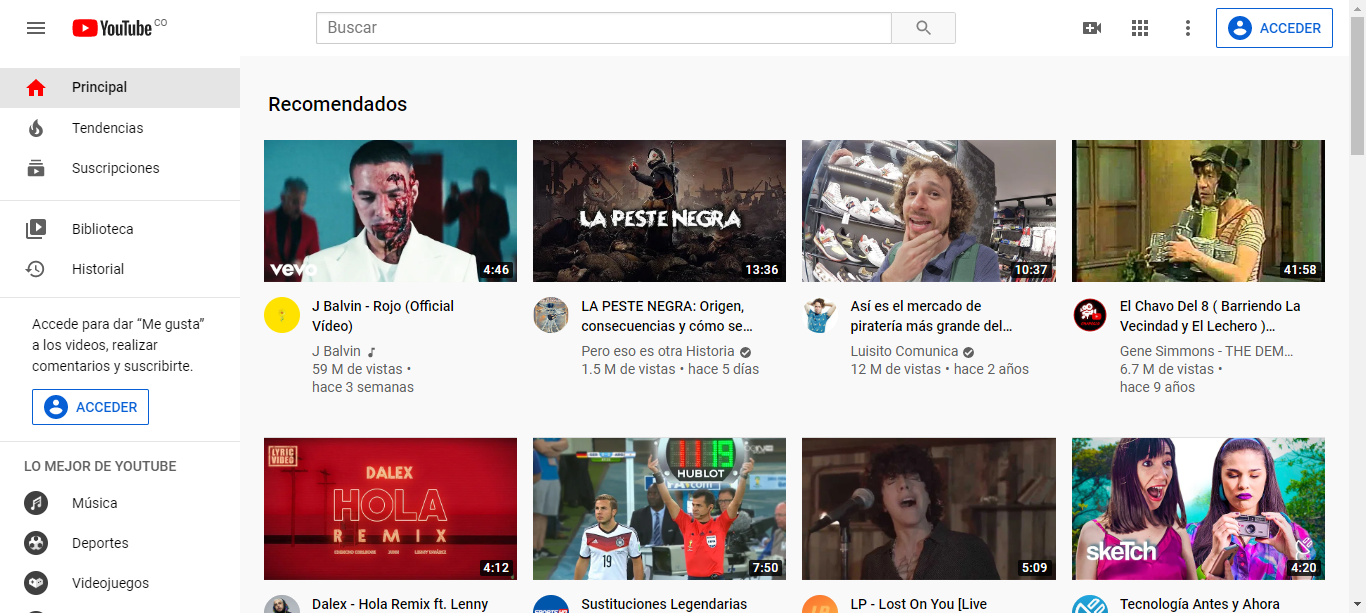 YouTube CO
Buscar
ACCEDER
Principal
Tendencias
Suscripciones
Biblioteca
Historial
Accede para dar “Me gusta”
a los videos, realizar
comentarios y suscribirte.
ACCEDER
LO MEJOR DE YOUTUBE
Música
Deportes
Videojuegos
Recomendados
vevo
4:46
J Balvin - Rojo (Official
Vídeo)
J Balvin
59 M de vistas •
hace 3 semanas
LA PESTE NEGRA
13:36
LA PESTE NEGRA: Origen,
consecuencias y cómo se...
Pero eso es otra Historia
1.5 M de vistas • hace 5 días
10:37
Así es el mercado de
piratería más grande del...
Luisito Comunica
12 M de vistas • hace 2 años
41:58
El Chavo Del 8 ( Barriendo La
Vecindad y El Lechero )...
Gene Simmons - THE DEM...
6.7 M de vistas •
hace 9 años
LYRIC
VIDEO
DALEX
HOLA
REMIX
4:12
Dalex - Hola Remix ft. Lenny
11 19
HUBLOT
19
7:50
Sustituciones Legendarias
5:09
LP - Lost On You [Live
sketch
4:20
Tecnología Antes y Ahora